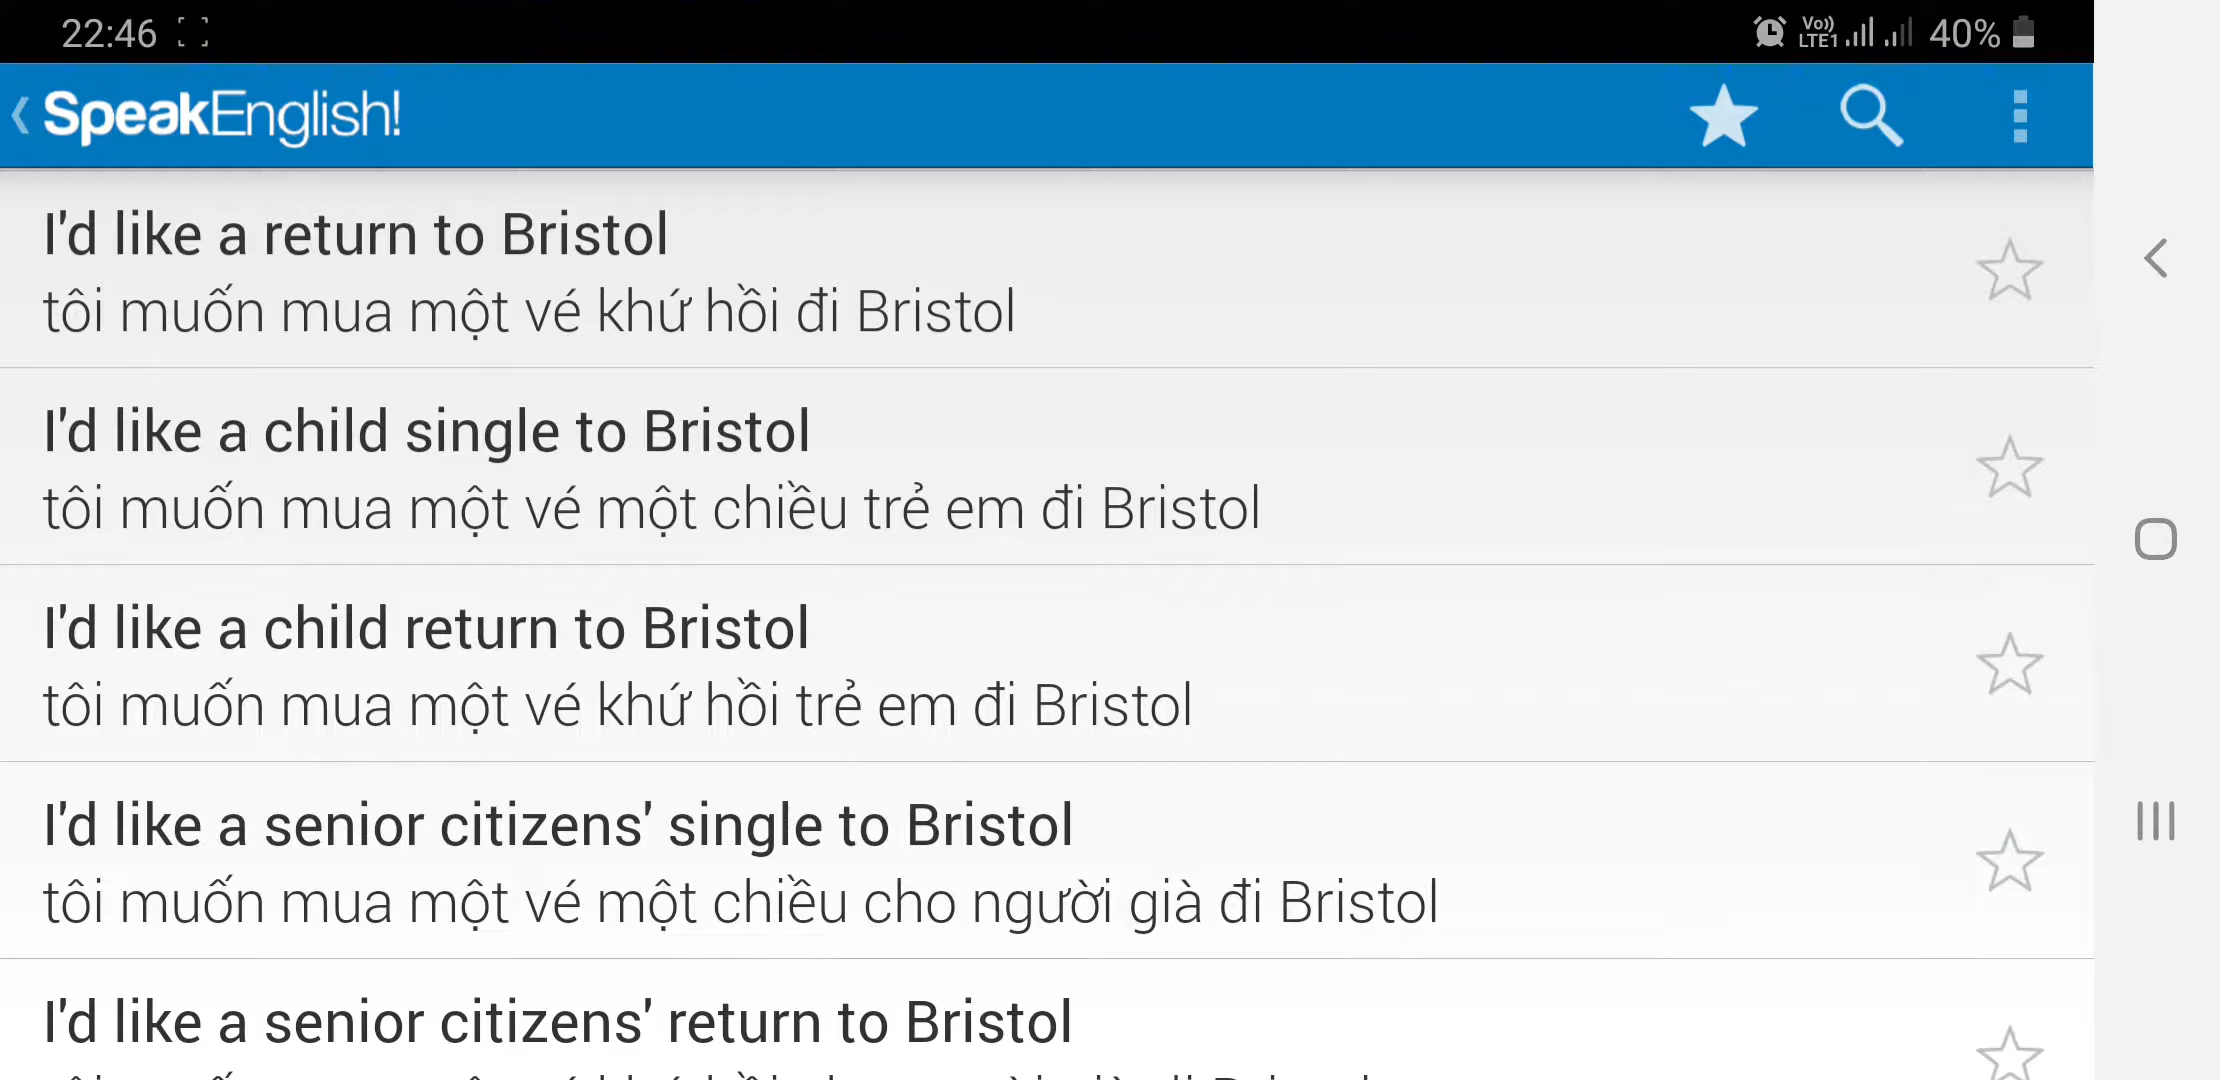 22:46 Vo)) LTE1 40%
SpeakEnglish!
I'd like a return to Bristol
tôi muốn mua một vé khứ hồi đi Bristol
I'd like a child single to Bristol
tôi muốn mua một vé một chiều trẻ em đi Bristol
I'd like a child return to Bristol
tôi muốn mua một vé khứ hồi trẻ em đi Bristol
I'd like a senior citizens' single to Bristol
tôi muốn mua một vé một chiều cho người già đi Bristol
I'd like a senior citizens' return to Bristol